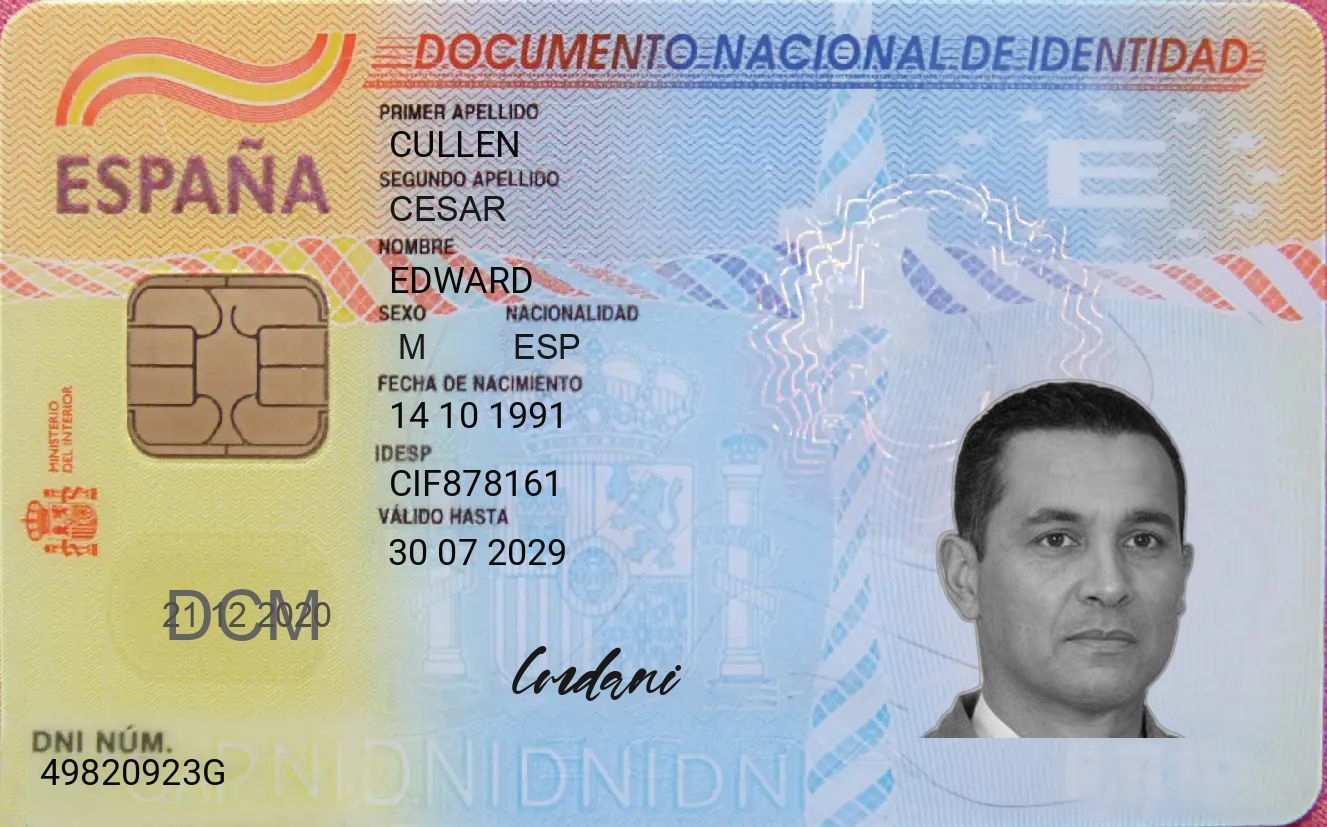 DOCUMENTO NACIONAL DE IDENTIDAD
ESPAÑA
PRIMER APELLIDO
CULLEN
SEGUNDO APELLIDO
CESAR
NOMBRE
EDWARD
SEXO NACIONALIDAD
M ESP
FECHA DE NACIMIENTO
14 10 1991
IDESP
CIF878161
VÁLIDO HASTA
30 07 2029
MINISTERIO
DEL INTERIOR
E
21 12 2020
DCM
DNI NÚM.
49820923G
DNIDNIDNIDN